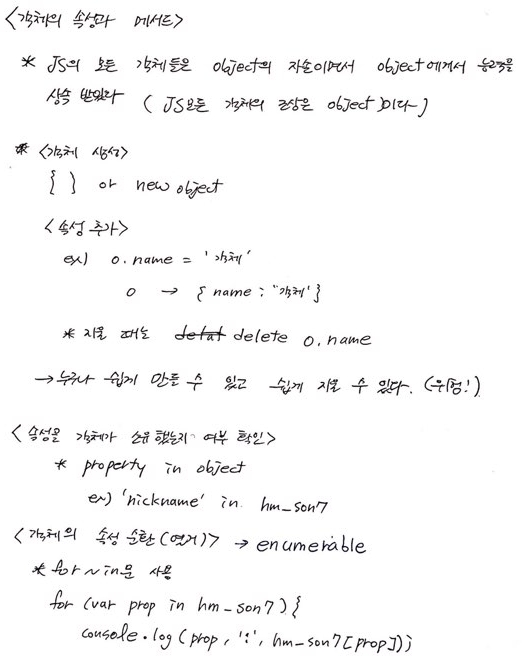 <객체의 속성과 메서드>
* JS의 모든 객체들은 object의 자손이면서 object에게서 능력을
상속 받았다 ( JS모든 객체의 조상은 object 이다 )
* <객체 생성>
{ } or new object
<속성 추가>
ex) o.name = '객체'
o → { name : "객체' }
* 지울 때는 delete o.name
→ 누구나 쉽게 만들 수 있고 쉽게 지울 수 있다. (위험!)
< 속성을 객체가 소유했는지 여부 확인>
* property in object
ex) 'nickname' in hm_son7
<객체의 속성 순환(열거)> → enumerable
* for ~ in문 사용
for (var prop in hm_son7) {
console.log (prop, ':', hm_son7[prop]);